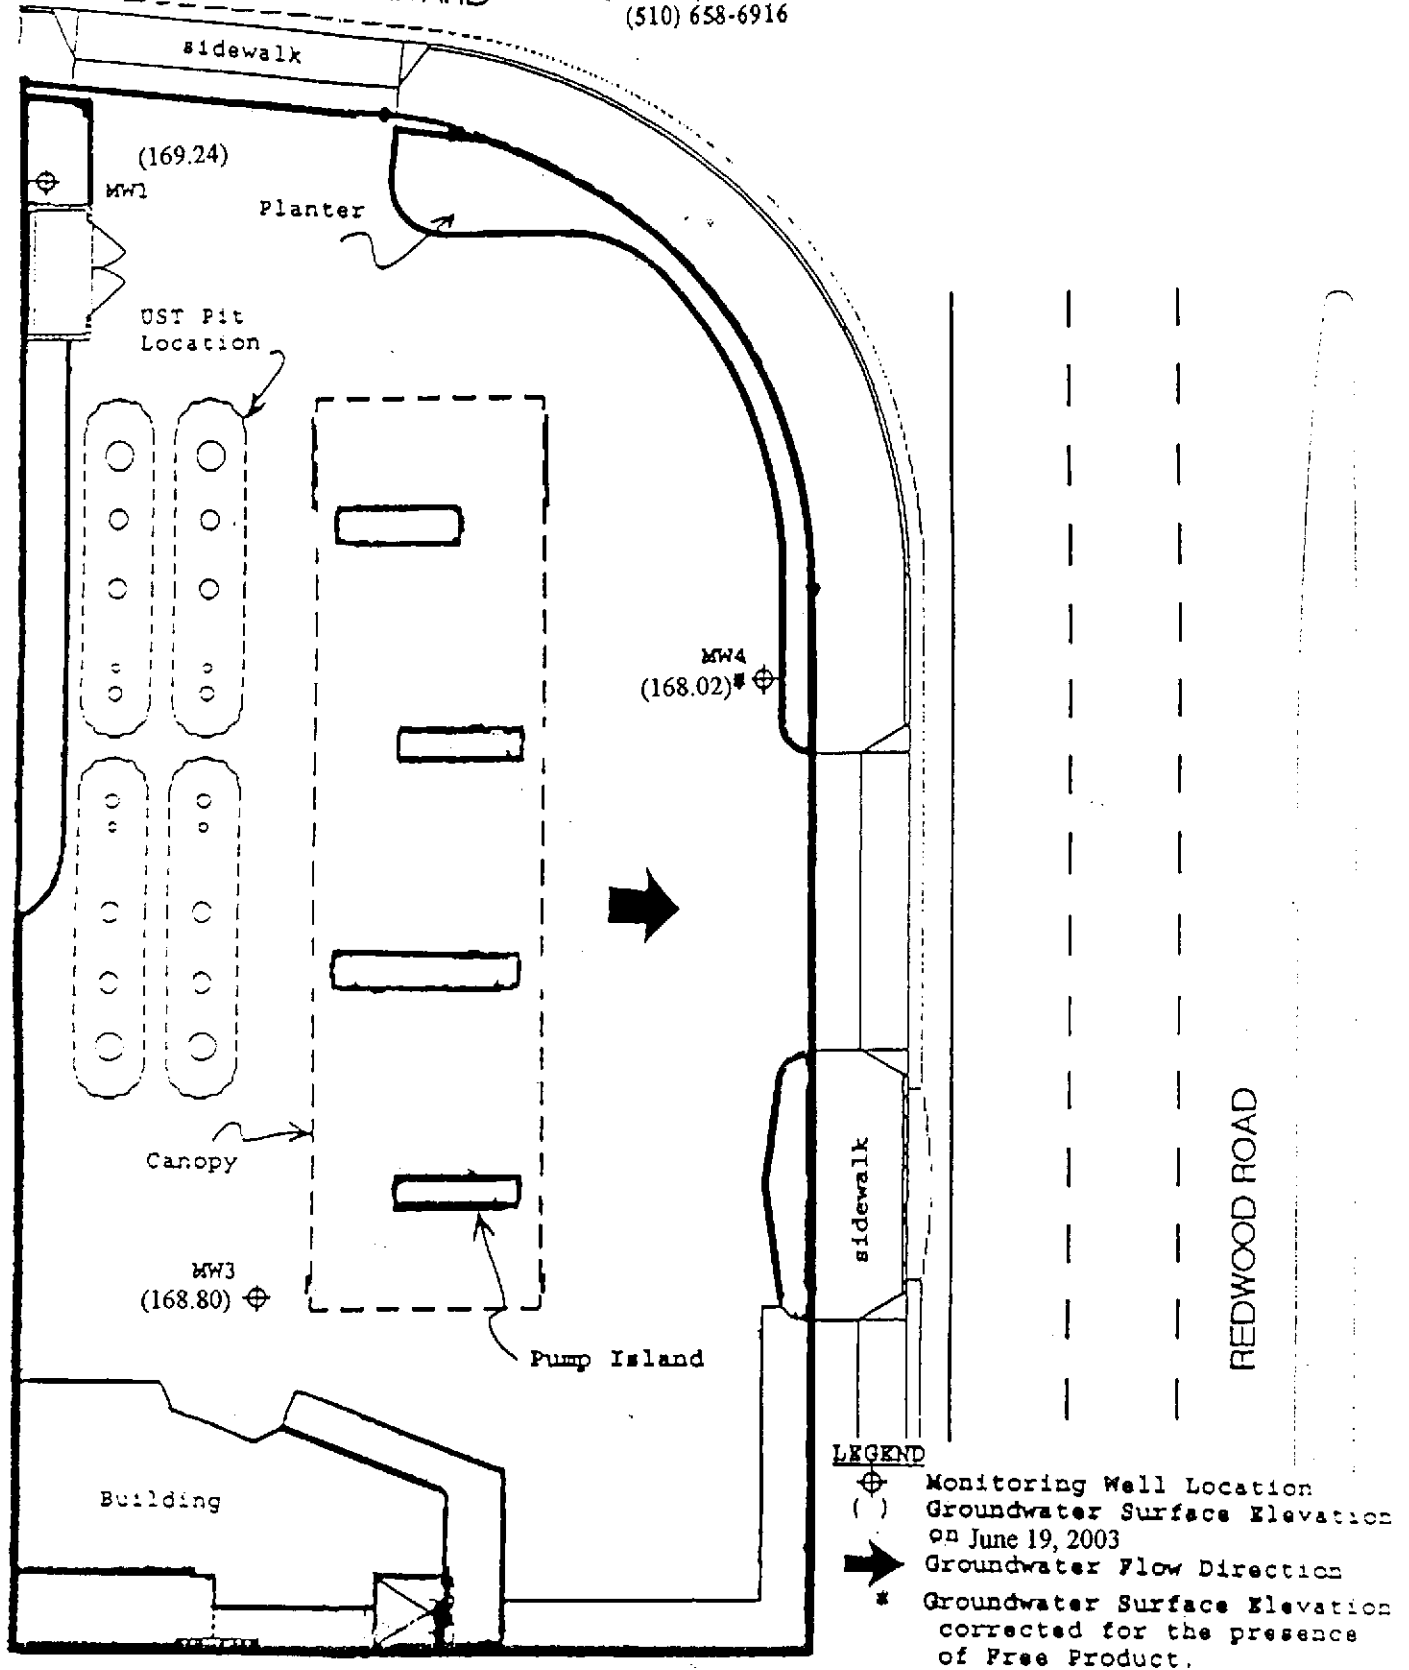 (510) 658-6916
sidewalk
(169.24)
MW1
Planter
UST Pit
Location
MW4
(168.02)*
Canopy
sidewalk
REDWOOD ROAD
MW3
(168.80)
Pump Island
Building
LEGEND
Monitoring Well Location
( ) Groundwater Surface Elevation
on June 19, 2003
Groundwater Flow Direction
* Groundwater Surface Elevation
corrected for the presence
of Free Product.